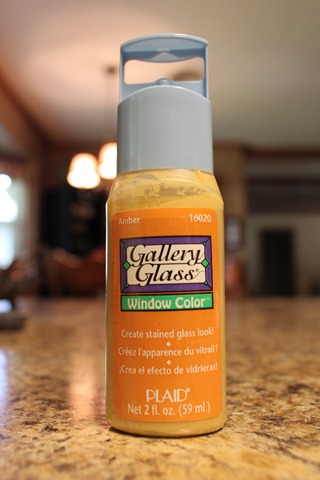 Amber 16020
Gallery
Glass®
Window Color
Create stained glass look!
Créez l'apparence du vitrail !
¡Crea el efecto de vidrieras!
PLAID®
Net 2 fl. oz. (59 ml.)